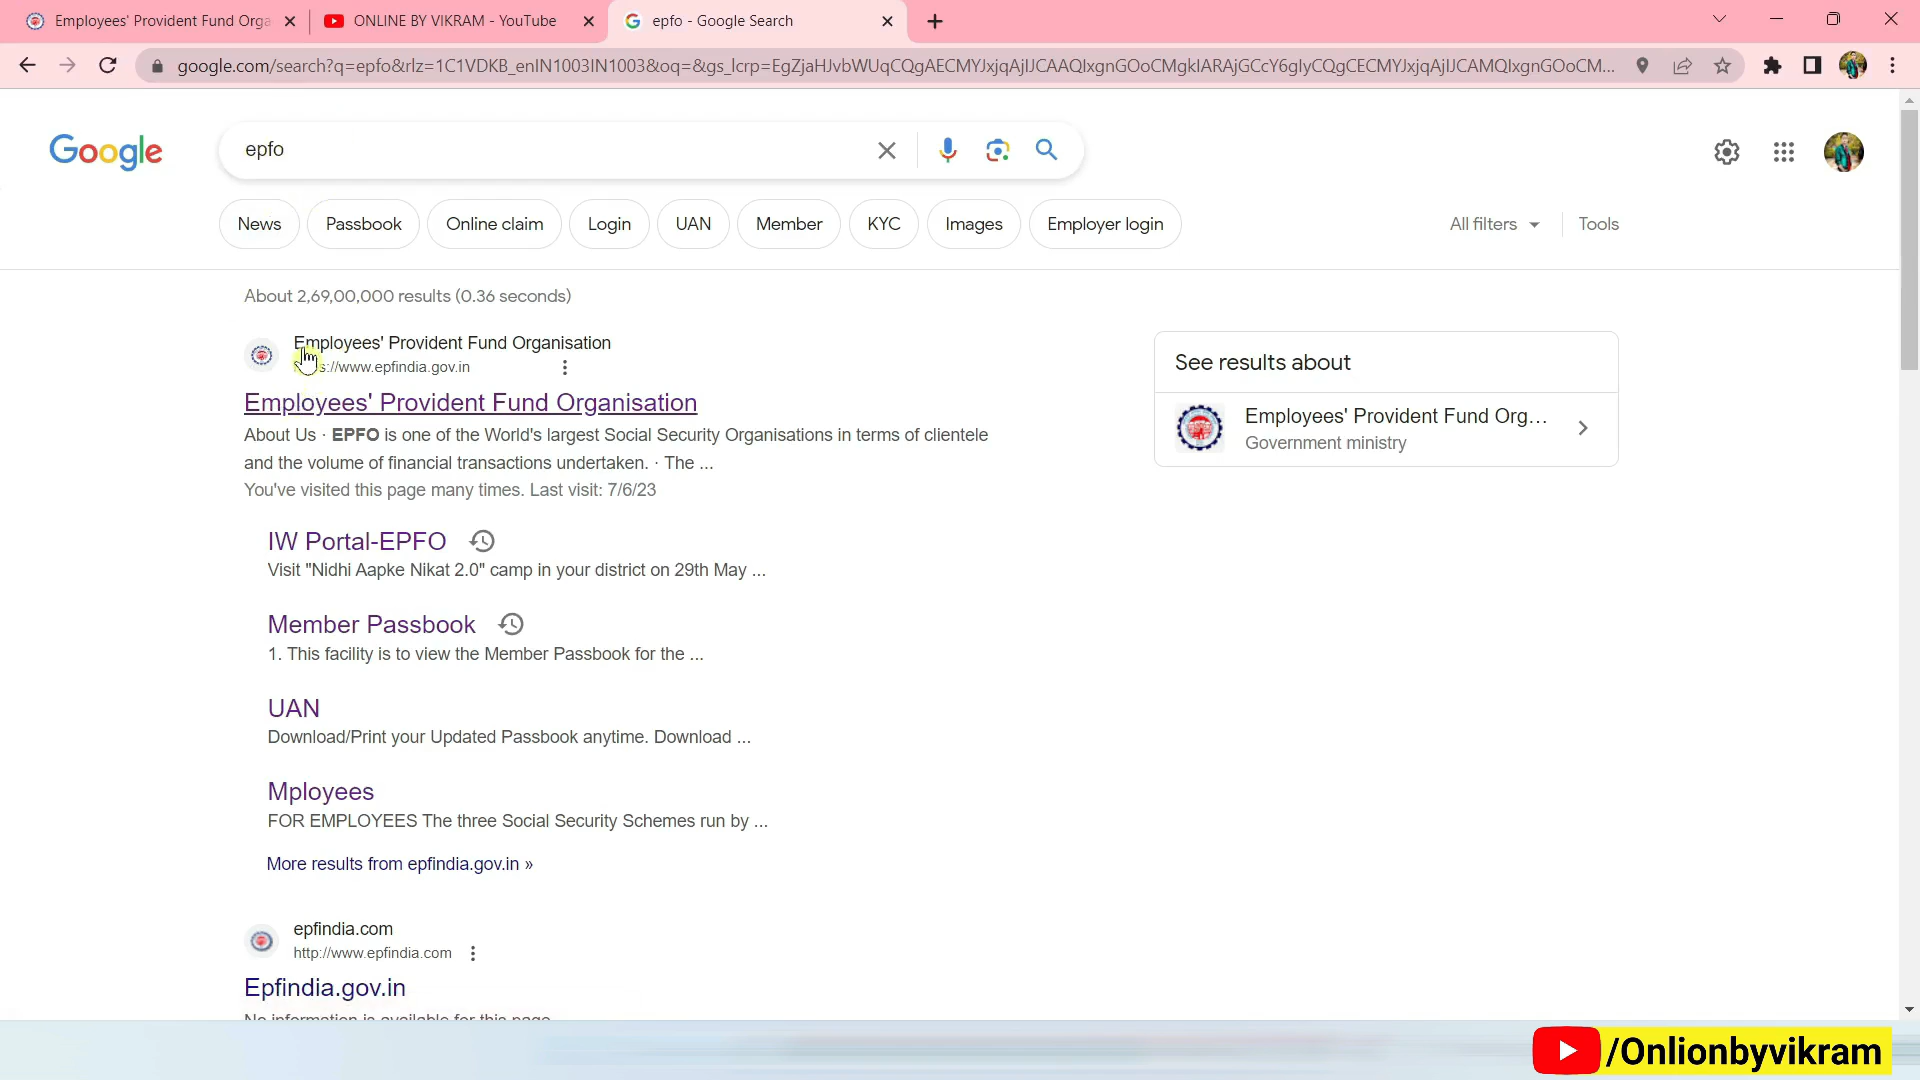 Employees' Provident Fund Orga
ONLINE BY VIKRAM - YouTube
epfo - Google Search
google.com/search?q=epfo&rlz=1C1VDKB_enIN1003IN1003&oq=&gs_lcrp=EgZjaHJvbWUqCQgAECMYJxjqAjIJCAAQIxgnGOoCMgkIARAjGCcY6gIyCQgCECMYJxjqAjIJCAMQIxgnGOoCM...
Google
epfo
News
Passbook
Online claim
Login
UAN
Member
KYC
Images
Employer login
All filters
Tools
About 2,69,00,000 results (0.36 seconds)
Employees' Provident Fund Organisation
s://www.epfindia.gov.in
Employees' Provident Fund Organisation
About Us · EPFO is one of the World's largest Social Security Organisations in terms of clientele
and the volume of financial transactions undertaken. · The ...
You've visited this page many times. Last visit: 7/6/23
IW Portal-EPFO
Visit "Nidhi Aapke Nikat 2.0" camp in your district on 29th May ...
Member Passbook
1. This facility is to view the Member Passbook for the ...
UAN
Download/Print your Updated Passbook anytime. Download ...
Mployees
FOR EMPLOYEES The three Social Security Schemes run by ...
More results from epfindia.gov.in »
epfindia.com
http://www.epfindia.com
Epfindia.gov.in
No information is available for this page
See results about
Employees' Provident Fund Org...
Government ministry
/Onlionbyvikram